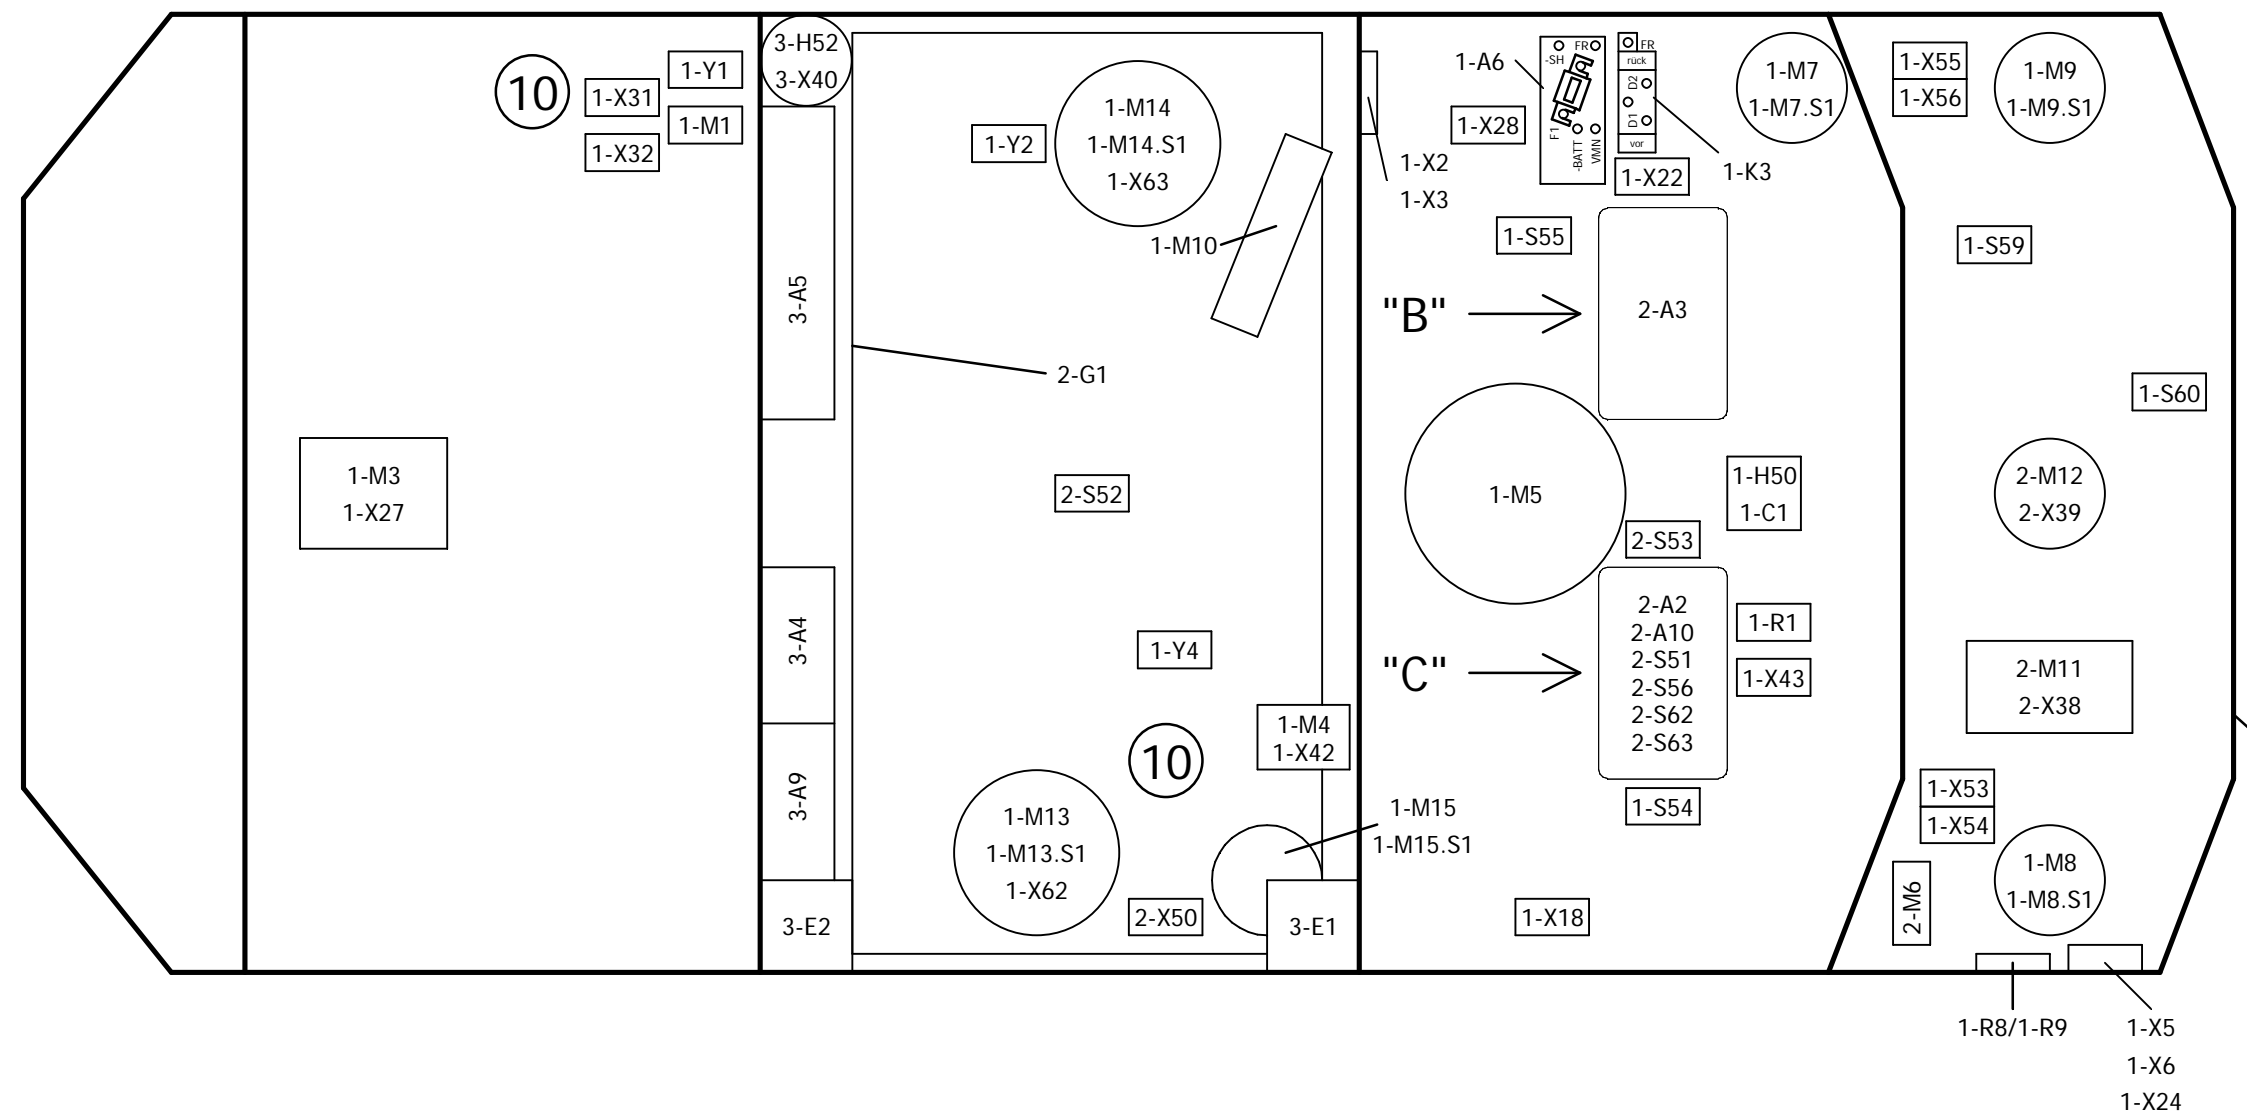 10
1-X31
1-X32
1-Y1
1-M1
1-M3
1-X27
3-H52
3-X40
3-A5
3-A4
3-A9
3-E2
1-Y2
1-M14
1-M14.S1
1-X63
1-M10
2-G1
2-S52
1-Y4
10
1-M4
1-X42
1-M13
1-M13.S1
1-X62
2-X50
3-E1
1-M15
1-M15.S1
1-X2
1-X3
1-A6
1-X28
-SH
FR
F1
-BATT
VMN
FR
rück
D2
D1
vor
1-K3
1-X22
1-M7
1-M7.S1
1-S55
"B"
2-A3
1-M5
1-H50
1-C1
2-S53
"C"
2-A2
2-A10
2-S51
2-S56
2-S62
2-S63
1-R1
1-X43
1-S54
1-X18
1-X55
1-X56
1-M9
1-M9.S1
1-S59
1-S60
2-M12
2-X39
2-M11
2-X38
1-X53
1-X54
1-M8
1-M8.S1
2-M6
1-R8/1-R9
1-X5
1-X6
1-X24